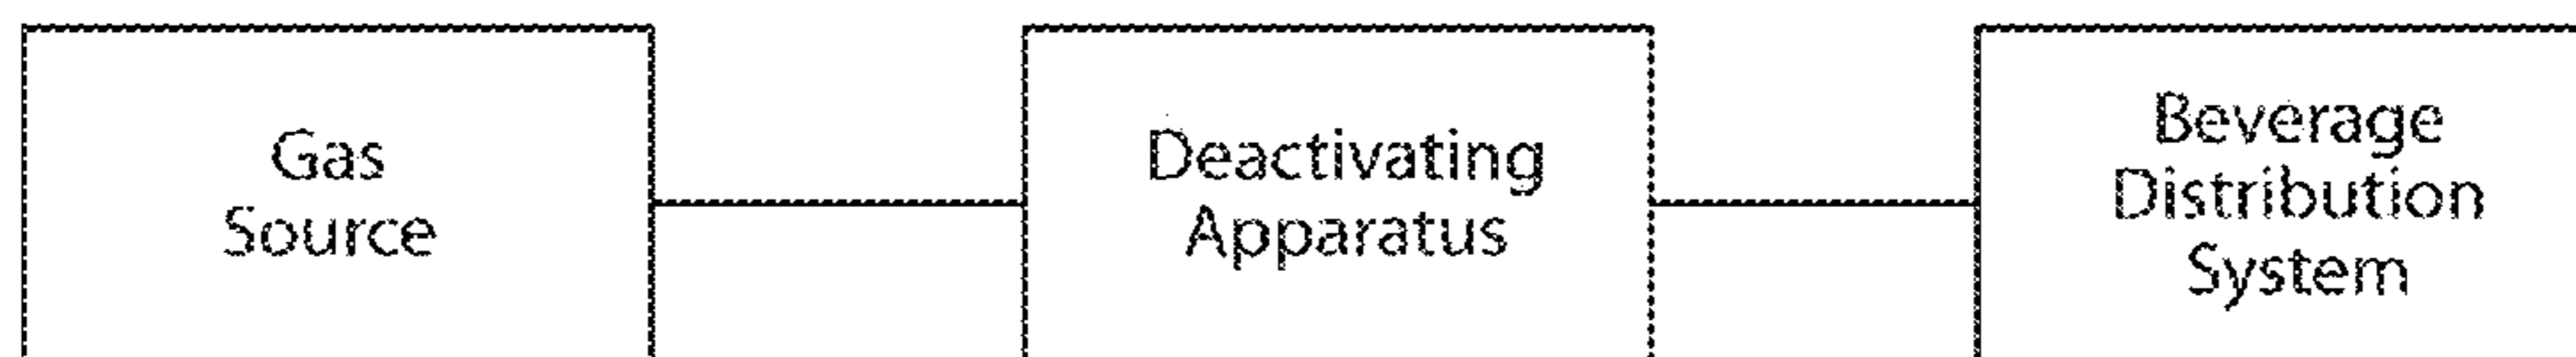 Gas
Source
Deactivating
Apparatus
Beverage
Distribution
System